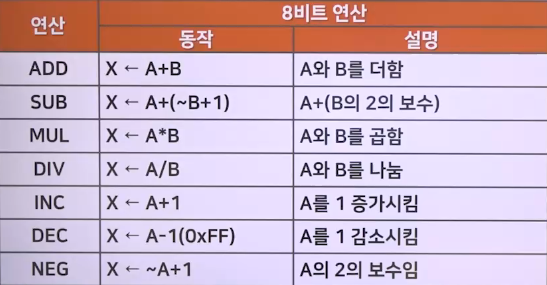 연산 8비트 연산
동작 설명
ADD X ← A+B A와 B를 더함
SUB X ← A+(~B+1) A+(B의 2의 보수)
MUL X ← A*B A와 B를 곱함
DIV X ← A/B A와 B를 나눔
INC X ← A+1 A를 1 증가시킴
DEC X ← A-1(0xFF) A를 1 감소시킴
NEG X ← ~A+1 A의 2의 보수임